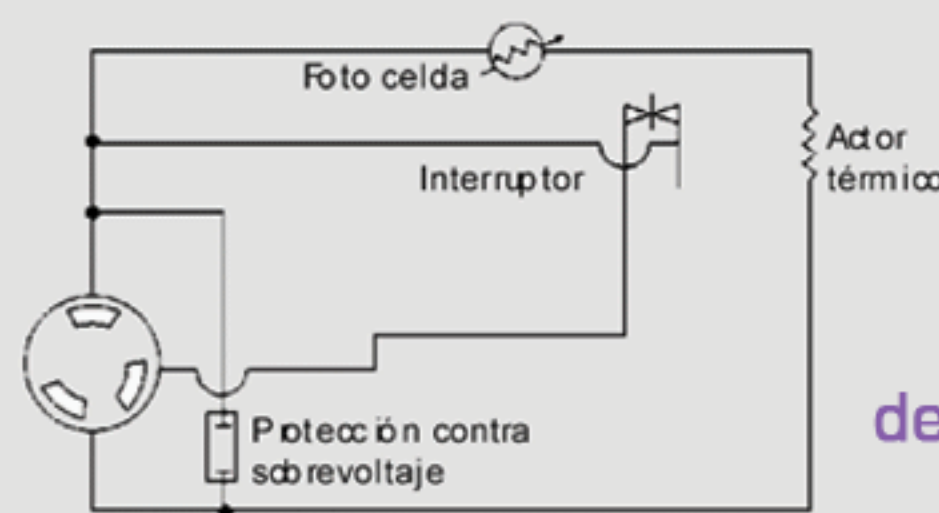 Foto celda
Interruptor
Actor
térmico
Protección contra
sobrevoltaje
de